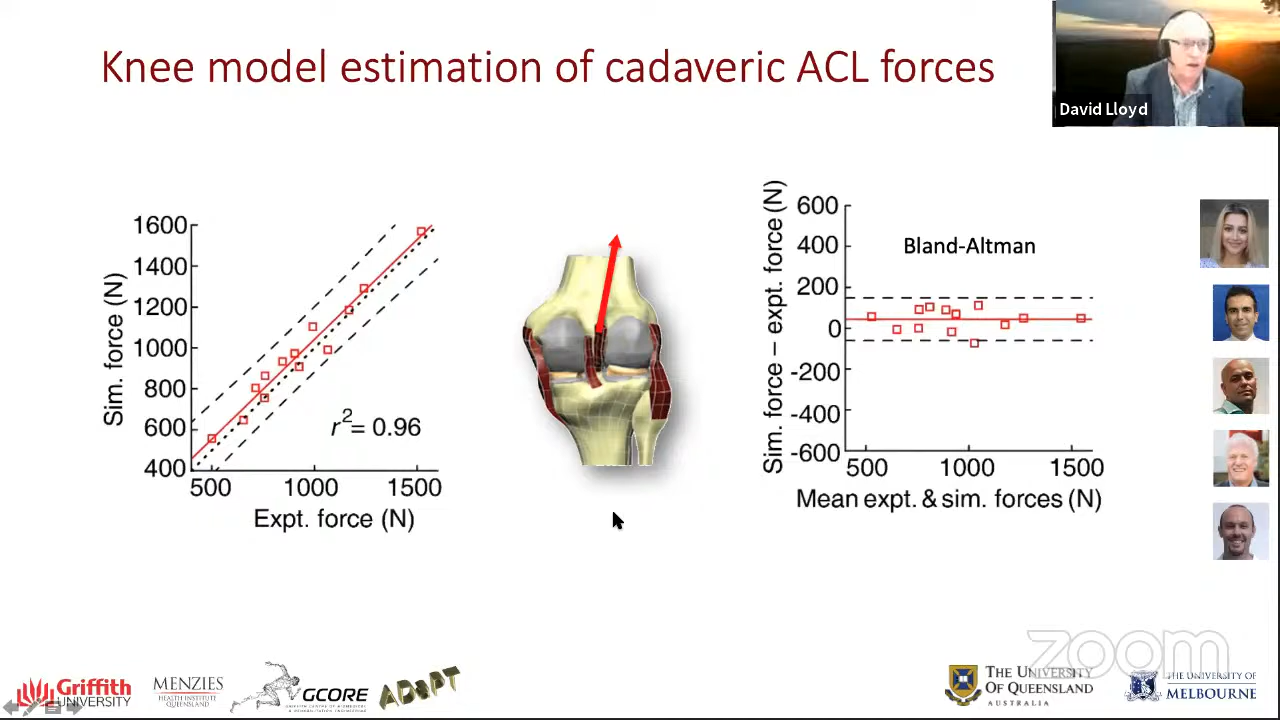 Knee model estimation of cadaveric ACL forces
David Lloyd
1600
1400
1200
1000
800
600
400
Sim. force (N)
r2= 0.96
500
1000
1500
Expt. force (N)
Bland-Altman
600
400
200
0
-200
-400
-600
Sim. force – expt. force (N)
500
1000
1500
Mean expt. & sim. forces (N)
zoom
Griffith
UNIVERSITY
MENZIES
HEALTH INSTITUTE
QUEENSLAND
GCORE
ADOPT
THE UNIVERSITY
OF QUEENSLAND
AUSTRALIA
THE UNIVERSITY OF
MELBOURNE